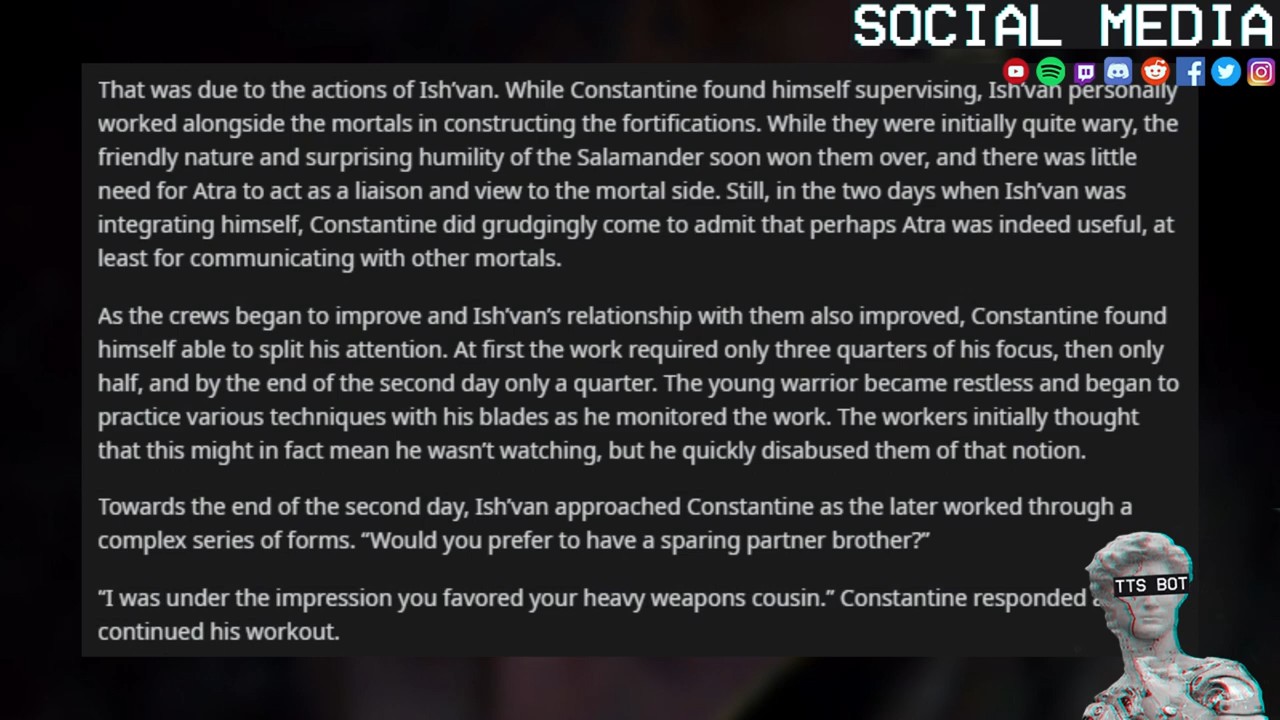 SOCIAL MEDIA
That was due to the actions of Ish’van. While Constantine found himself supervising, Ish’van personally
worked alongside the mortals in constructing the fortifications. While they were initially quite wary, the
friendly nature and surprising humility of the Salamander soon won them over, and there was little
need for Atra to act as a liaison and view to the mortal side. Still, in the two days when Ish’van was
integrating himself, Constantine did grudgingly come to admit that perhaps Atra was indeed useful, at
least for communicating with other mortals.
As the crews began to improve and Ish’van’s relationship with them also improved, Constantine found
himself able to split his attention. At first the work required only three quarters of his focus, then only
half, and by the end of the second day only a quarter. The young warrior became restless and began to
practice various techniques with his blades as he monitored the work. The workers initially thought
that this might in fact mean he wasn’t watching, but he quickly disabused them of that notion.
Towards the end of the second day, Ish’van approached Constantine as the later worked through a
complex series of forms. “Would you prefer to have a sparing partner brother?”
“I was under the impression you favored your heavy weapons cousin.” Constantine responded
continued his workout.
TTS BOT